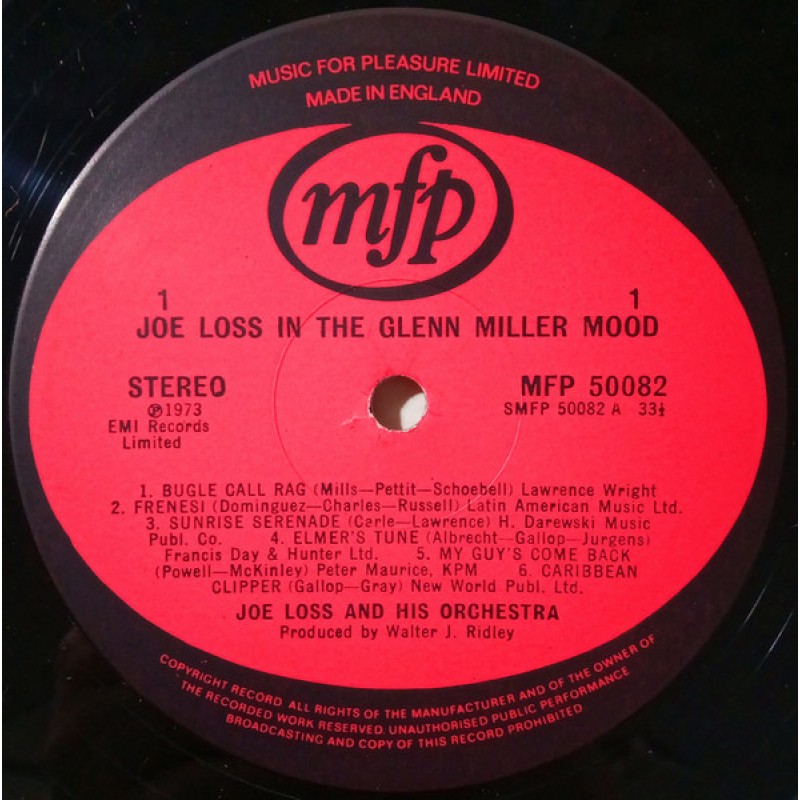 MUSIC FOR PLEASURE LIMITED
MADE IN ENGLAND
mfp
1 1
JOE LOSS IN THE GLENN MILLER MOOD
STEREO MFP 50082
℗1973 SMFP 50082 A 33⅓
EMI Records
Limited
1. BUGLE CALL RAG (Mills—Pettit—Schoebell) Lawrence Wright
2. FRENESI (Dominguez—Charles—Russell) Latin American Music Ltd.
3. SUNRISE SERENADE (Carle—Lawrence) H. Darewski Music
Publ. Co. 4. ELMER'S TUNE (Albrecht—Gallop—Jurgens)
Francis Day & Hunter Ltd. 5. MY GUY'S COME BACK
(Powell—McKinley) Peter Maurice, KPM 6. CARIBBEAN
CLIPPER (Gallop—Gray) New World Publ. Ltd.
JOE LOSS AND HIS ORCHESTRA
Produced by Walter J. Ridley
COPYRIGHT RECORD. ALL RIGHTS OF THE MANUFACTURER AND OF THE OWNER OF
THE RECORDED WORK RESERVED. UNAUTHORISED PUBLIC PERFORMANCE
BROADCASTING AND COPY OF THIS RECORD PROHIBITED